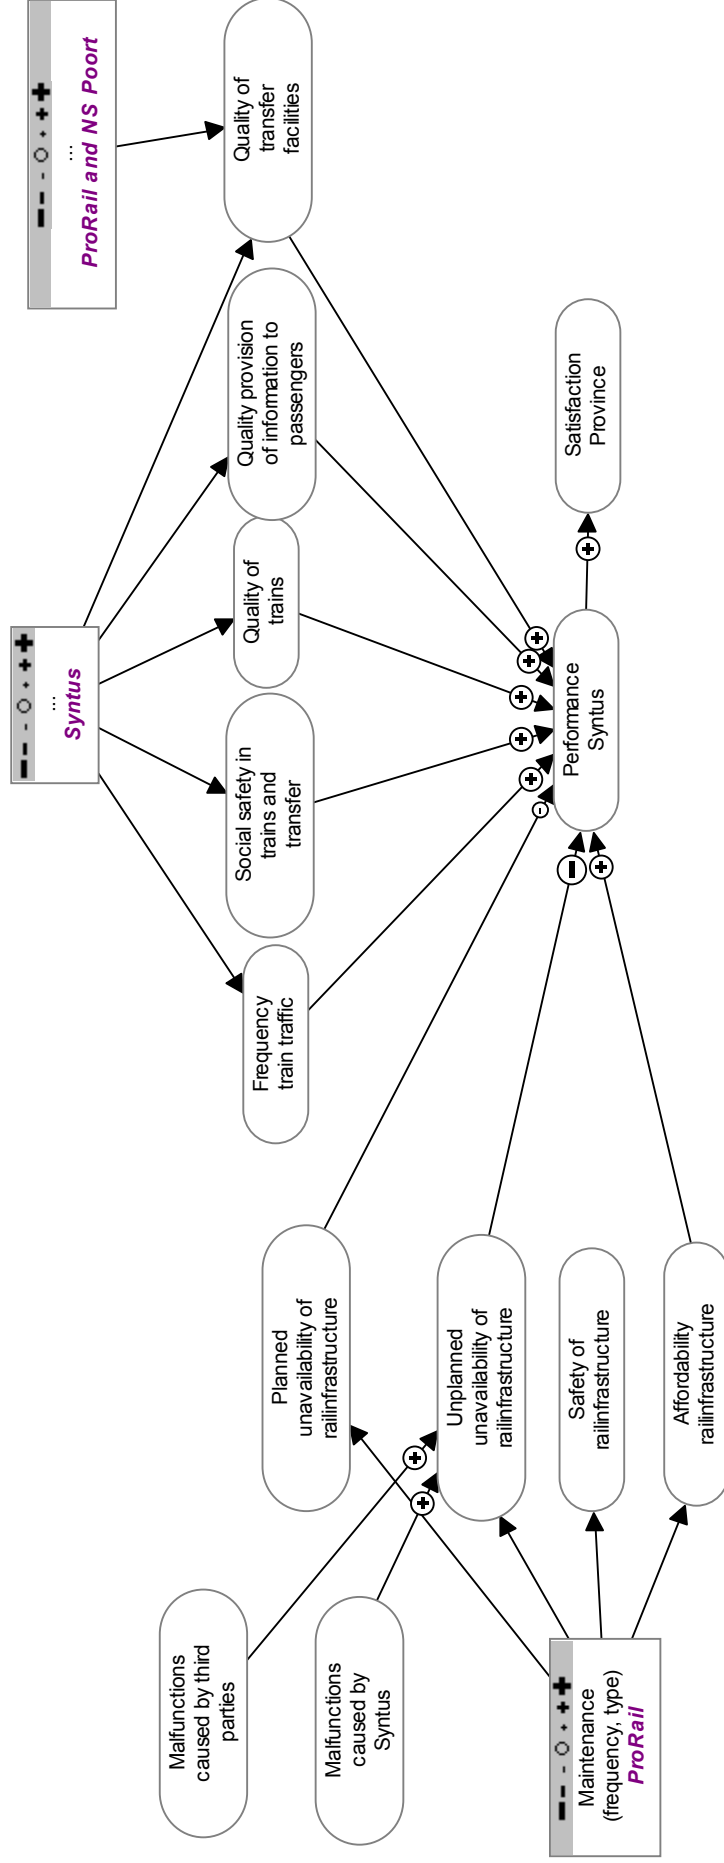 ...
Syntus
...
ProRail and NS Poort
Malfunctions
caused by third
parties
Malfunctions
caused by
Syntus
Maintenance
(frequency, type)
ProRail
Planned
unavailability of
railinfrastructure
Unplanned
unavailability of
railinfrastructure
Safety of
railinfrastructure
Affordability
railinfrastructure
Frequency
train traffic
Social safety in
trains and
transfer
Quality of
trains
Quality provision
of information to
passengers
Quality of
transfer
facilities
Performance
Syntus
Satisfaction
Province